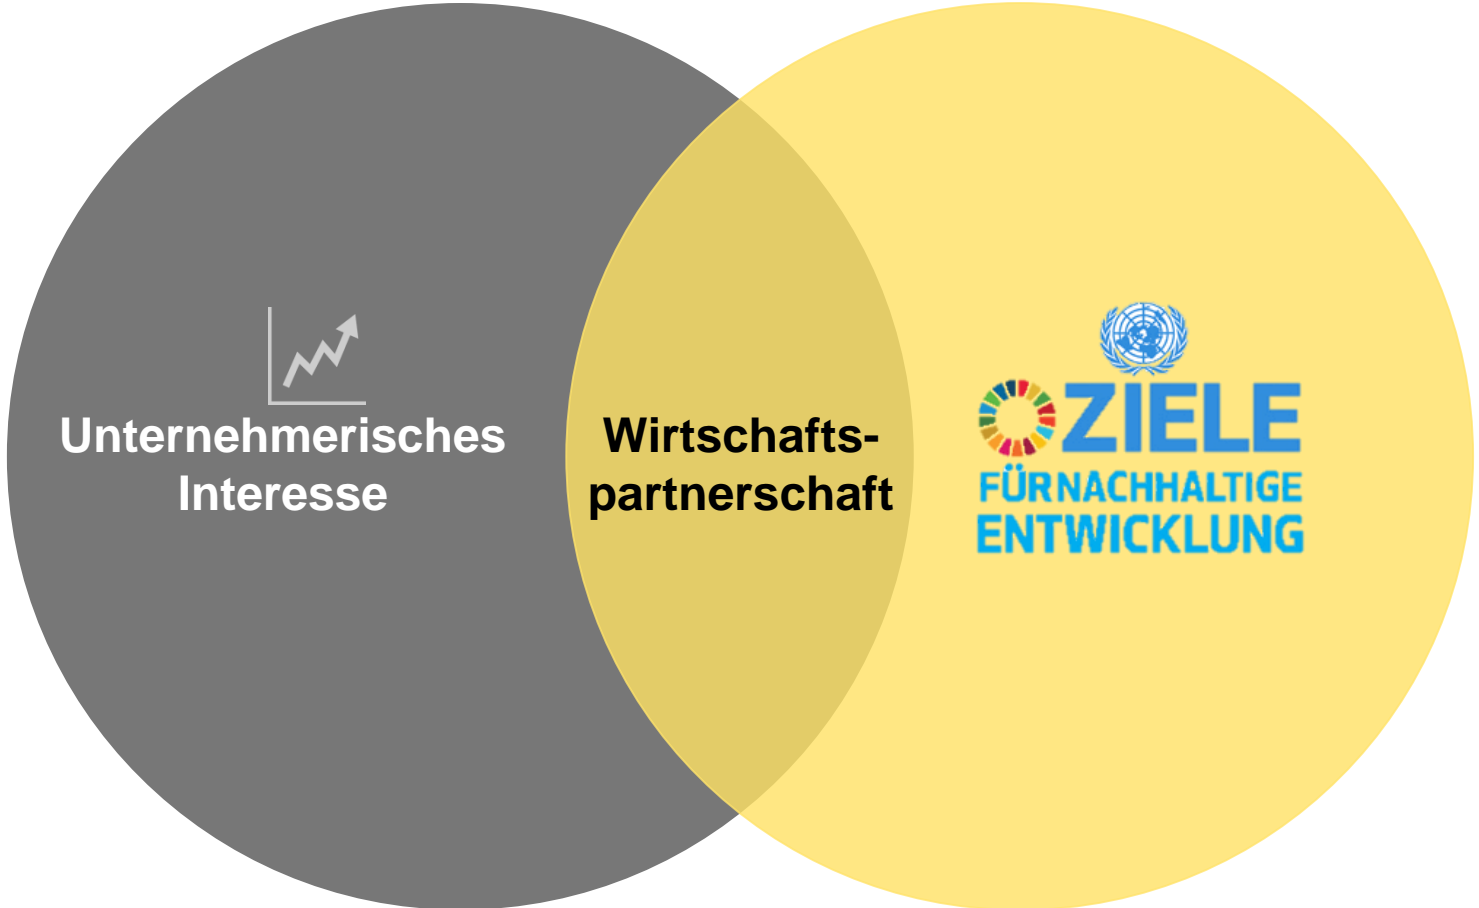 Unternehmerisches
Interesse
Wirtschafts-
partnerschaft
ZIELE
FÜR NACHHALTIGE
ENTWICKLUNG